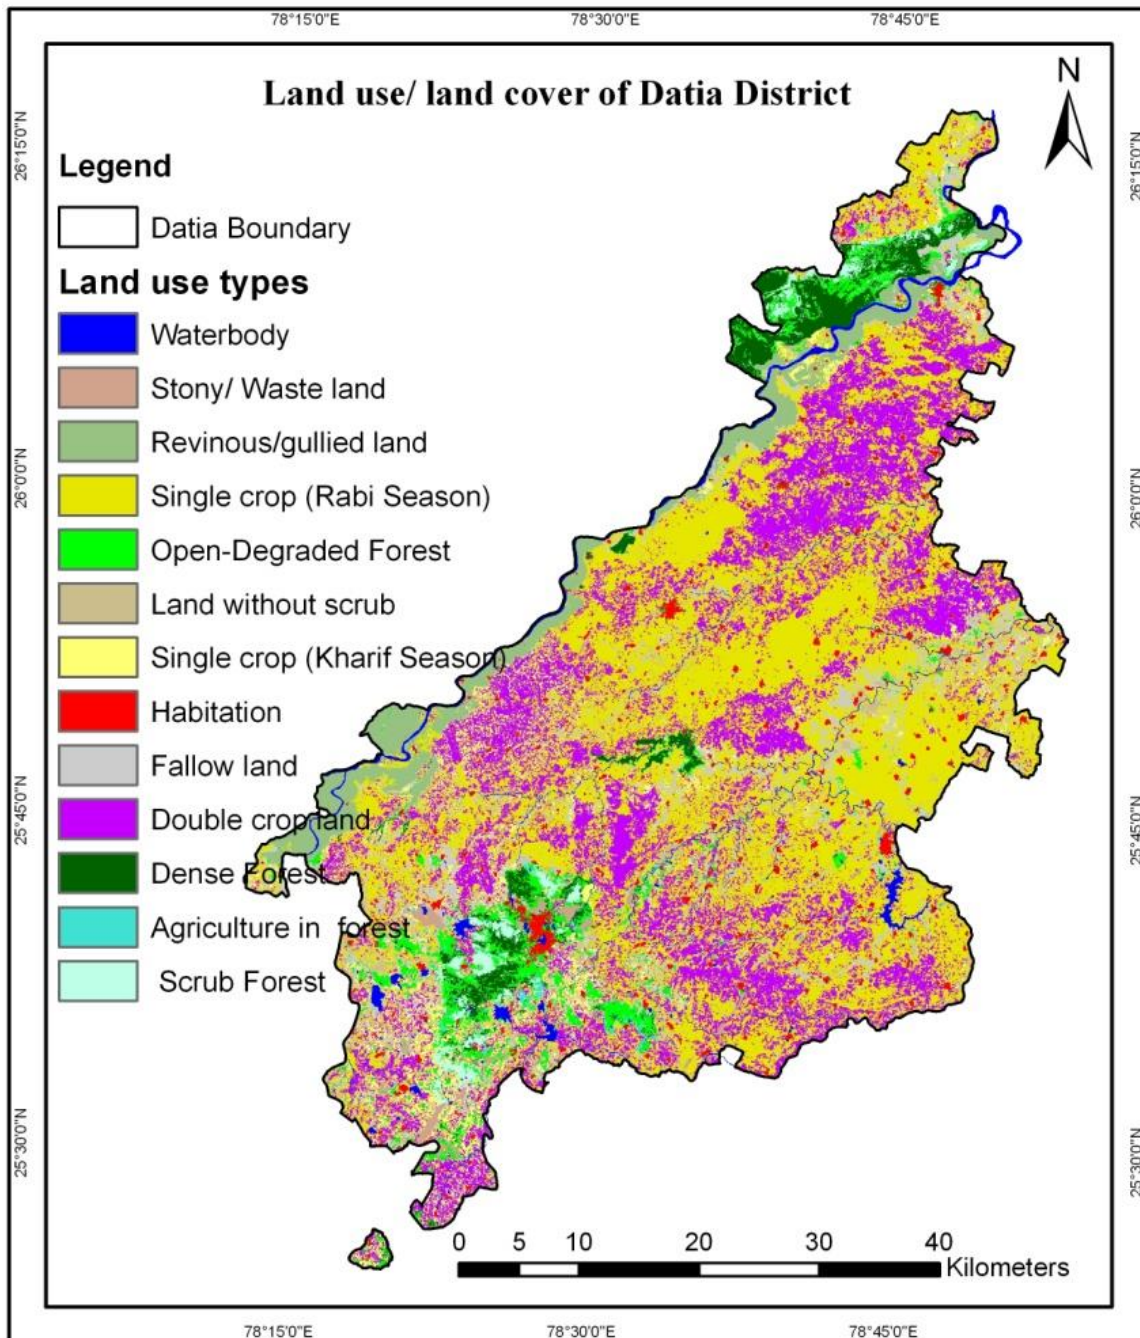 78°15'0"E 78°30'0"E 78°45'0"E
Land use/ land cover of Datia District
N
26°15'0"N
26°15'0"N
Legend
Datia Boundary
Land use types
Waterbody
Stony/ Waste land
Revinous/gullied land
26°0'0"N
26°0'0"N
Single crop (Rabi Season)
Open-Degraded Forest
Land without scrub
Single crop (Kharif Season)
Habitation
Fallow land
25°45'0"N
25°45'0"N
Double crop land
Dense Forest
Agriculture in forest
Scrub Forest
25°30'0"N
25°30'0"N
0 5 10 20 30 40
Kilometers
78°15'0"E 78°30'0"E 78°45'0"E